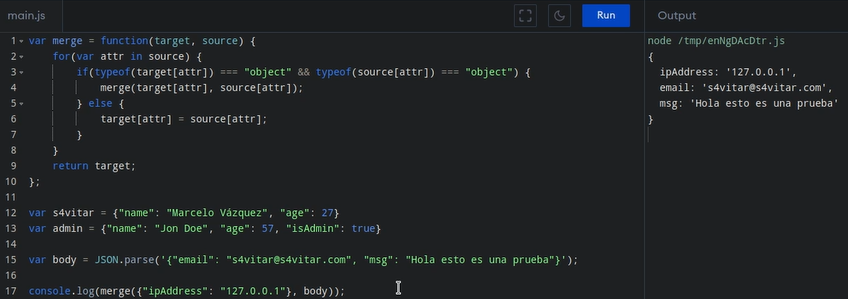 main.js
Run
Output
1 var merge = function(target, source) {
2     for(var attr in source) {
3         if(typeof(target[attr]) === "object" && typeof(source[attr]) === "object") {
4             merge(target[attr], source[attr]);
5         } else {
6             target[attr] = source[attr];
7         }
8     }
9     return target;
10 };
11
12 var s4vitar = {"name": "Marcelo Vázquez", "age": 27}
13 var admin = {"name": "Jon Doe", "age": 57, "isAdmin": true}
14
15 var body = JSON.parse('{"email": "s4vitar@s4vitar.com", "msg": "Hola esto es una prueba"}');
16
17 console.log(merge({"ipAddress": "127.0.0.1"}, body));
node /tmp/enNgDAcDtr.js
{
  ipAddress: '127.0.0.1',
  email: 's4vitar@s4vitar.com',
  msg: 'Hola esto es una prueba'
}